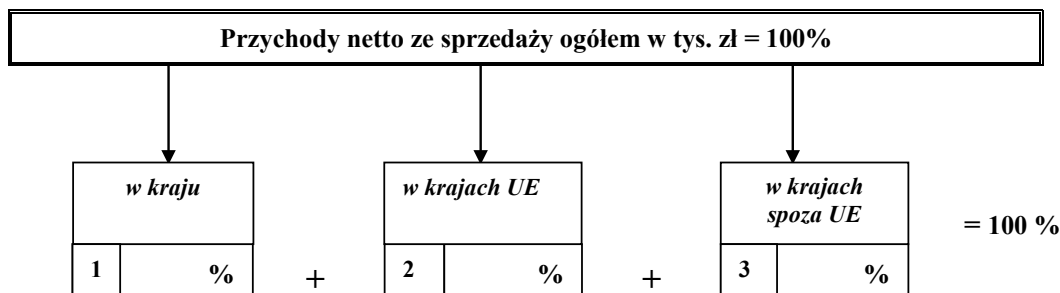 Przychody netto ze sprzedaży ogółem w tys. zł = 100%
w kraju
w krajach UE
w krajach
spoza UE
= 100 %
1 % + 2 % + 3 %